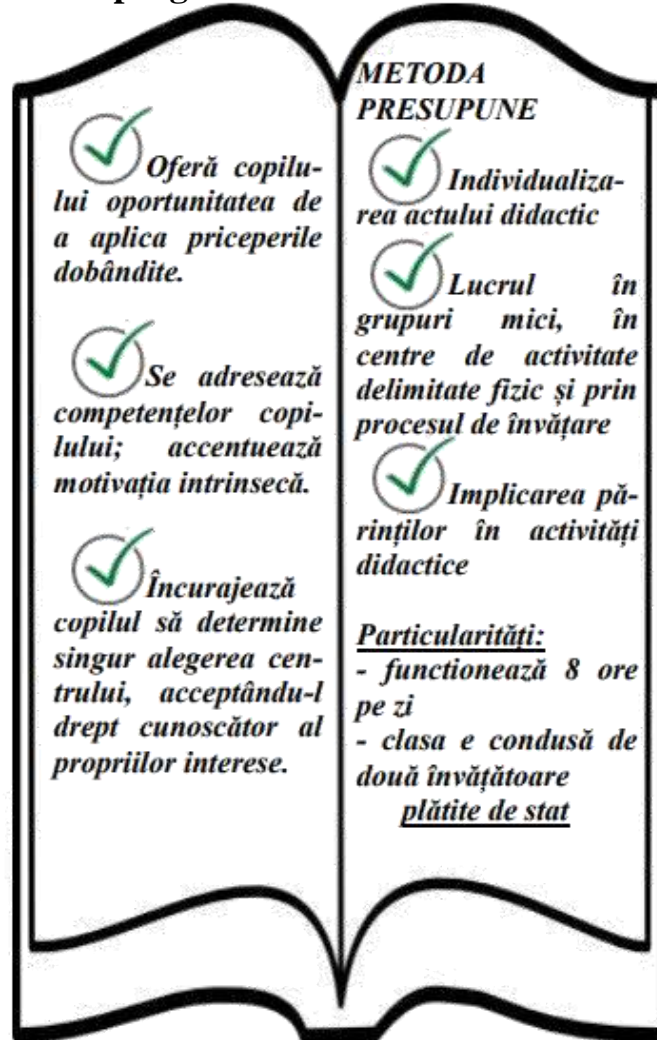 Oferă copilu-
lui oportunitatea de
a aplica priceperile
dobândite.
Se adresează
competențelor copi-
lului; accentuează
motivația intrinsecă.
Încurajează
copilul să determine
singur alegerea cen-
trului, acceptându-l
drept cunoscător al
propriilor interese.
METODA
PRESUPUNE
Individualiza-
rea actului didactic
Lucrul în
grupuri mici, în
centre de activitate
delimitate fizic și prin
procesul de învățare
Implicarea pă-
rinților în activități
didactice
Particularități:
- functionează 8 ore
pe zi
- clasa e condusă de
două învățătoare
plătite de stat